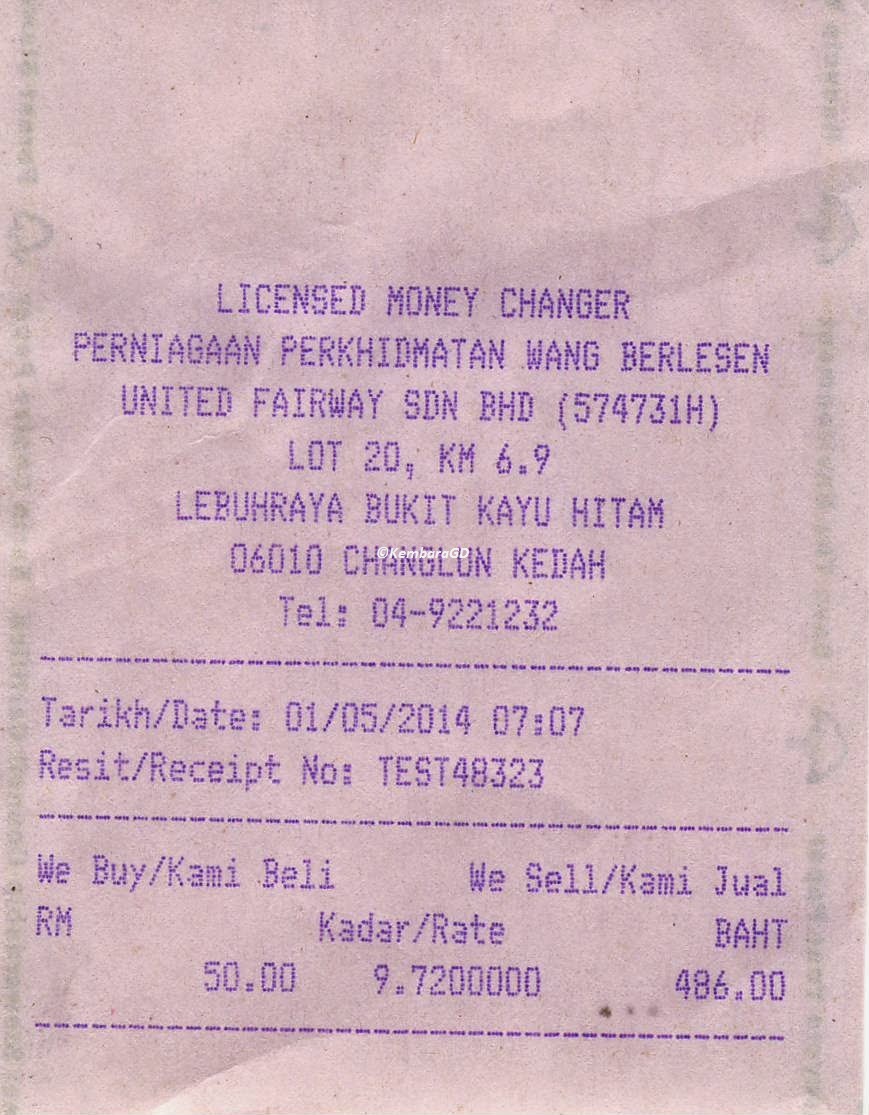 LICENSED MONEY CHANGER
PERNIAGAAN PERKHIDMATAN WANG BERLESEN
UNITED FAIRWAY SDN BHD (574731H)
LOT 20, KM 6.9
LEBUHRAYA BUKIT KAYU HITAM
©KembaraGD
06010 CHANGLUN KEDAH
Tel: 04-9221232
Tarikh/Date: 01/05/2014 07:07
Resit/Receipt No: TEST48323
We Buy/Kami Beli We Sell/Kami Jual
RM Kadar/Rate BAHT
50.00 9.7200000 486.00